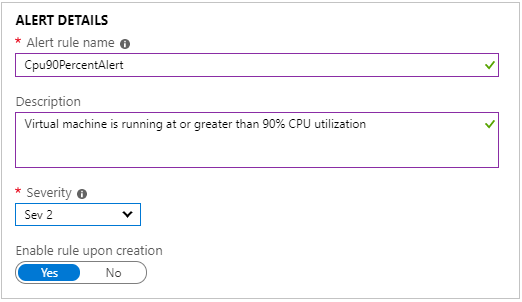 ALERT DETAILS
* Alert rule name
Cpu90PercentAlert
Description
Virtual machine is running at or greater than 90% CPU utilization
* Severity
Sev 2
Enable rule upon creation
Yes No